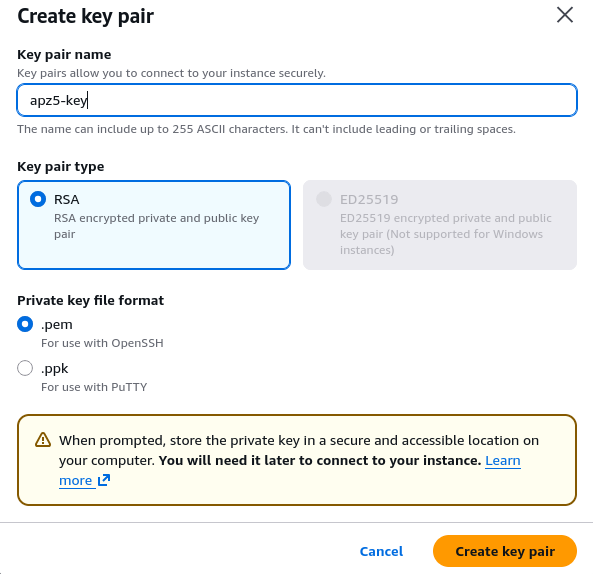 Create key pair
Key pair name
Key pairs allow you to connect to your instance securely.
apz5-key
The name can include up to 255 ASCII characters. It can't include leading or trailing spaces.
Key pair type
RSA
RSA encrypted private and public key
pair
ED25519
ED25519 encrypted private and public
key pair (Not supported for Windows
instances)
Private key file format
.pem
For use with OpenSSH
.ppk
For use with PuTTY
When prompted, store the private key in a secure and accessible location on
your computer. You will need it later to connect to your instance. Learn
more
Cancel
Create key pair